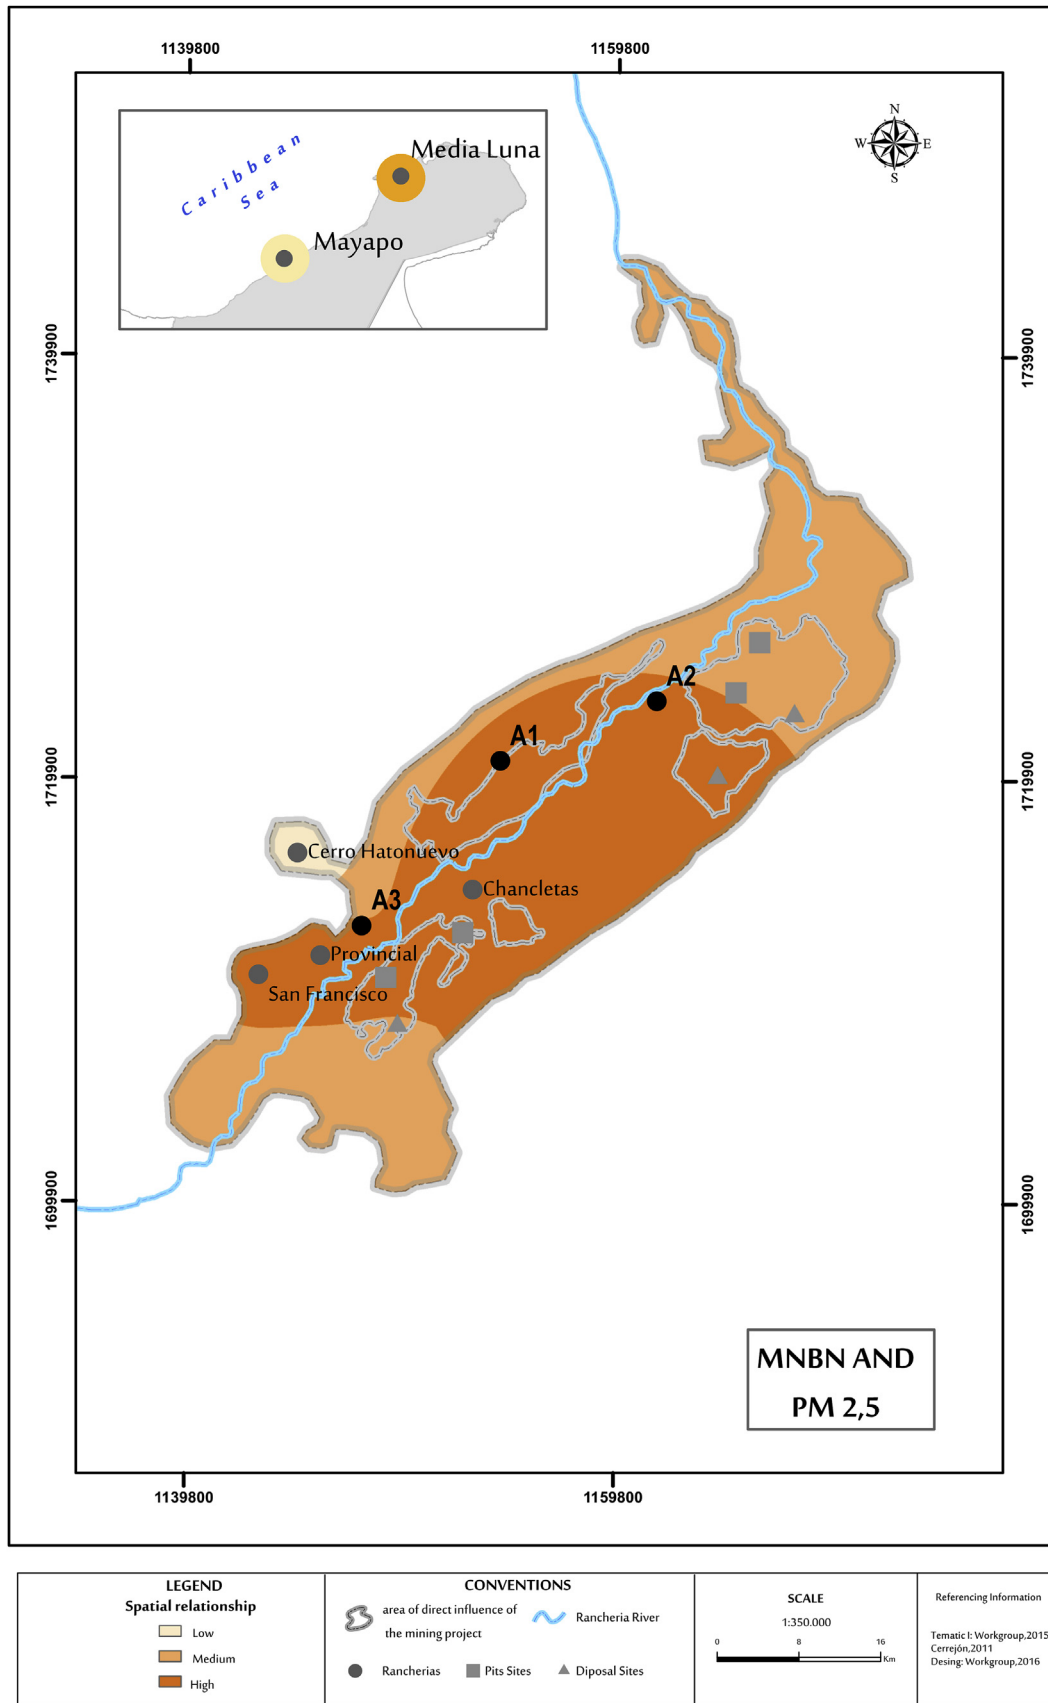 1139800
1159800
N
W
E
S
Caribbean
Sea
Media Luna
Mayapo
1739900
1739900
A2
A1
1719900
1719900
Cerro Hatonuevo
Chancletas
A3
Provincial
San Francisco
1699900
1699900
MNBN AND
PM 2,5
1139800
1159800
LEGEND
Spatial relationship
Low
Medium
High
CONVENTIONS
area of direct influence of
the mining project
Rancheria River
Rancherias
Pits Sites
Diposal Sites
SCALE
1:350.000
0 8 16
Km
Referencing Information
Tematic I: Workgroup,2015
Cerrejón,2011
Desing: Workgroup,2016